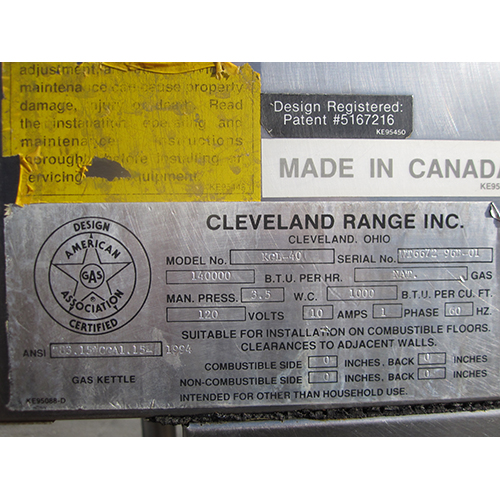 adjustment, a
maintenance can cause property
damage, injury or death. Read
the installation, operating and
maintenance instructions
thoroughly before installing or
servicing equipment.
Design Registered:
Patent #5167216
KE95450
MADE IN CANADA
KE95
CLEVELAND RANGE INC.
CLEVELAND, OHIO
MODEL NO. KGL-40 SERIAL NO.
140000 B.T.U. PER HR. NAT. GAS
MAN. PRESS. 3.5 W.C. 1000 B.T.U. PER CU. FT.
120 VOLTS 10 AMPS 1 PHASE 60 HZ.
SUITABLE FOR INSTALLATION ON COMBUSTIBLE FLOORS.
CLEARANCES TO ADJACENT WALLS.
COMBUSTIBLE SIDE 0 INCHES. BACK 0 INCHES
NON-COMBUSTIBLE SIDE 0 INCHES. BACK 0 INCHES
INTENDED FOR OTHER THAN HOUSEHOLD USE.
DESIGN
AMERICAN
GAS
ASSOCIATION
CERTIFIED
ANSI 1994
GAS KETTLE
KE95088-D